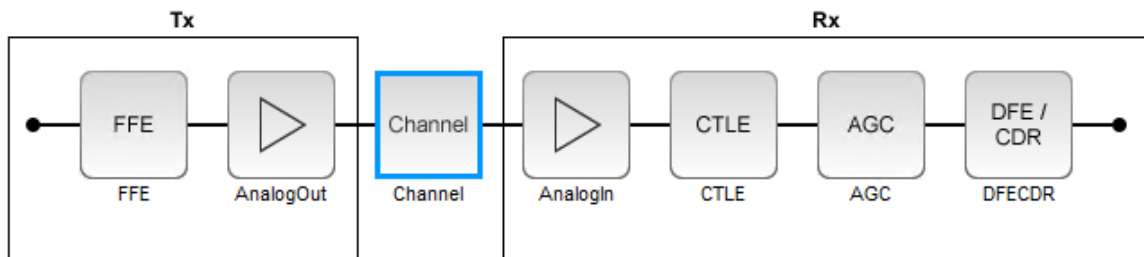 Tx
Rx
FFE
Channel
CTLE
AGC
DFE /
CDR
FFE
AnalogOut
Channel
AnalogIn
CTLE
AGC
DFECDR